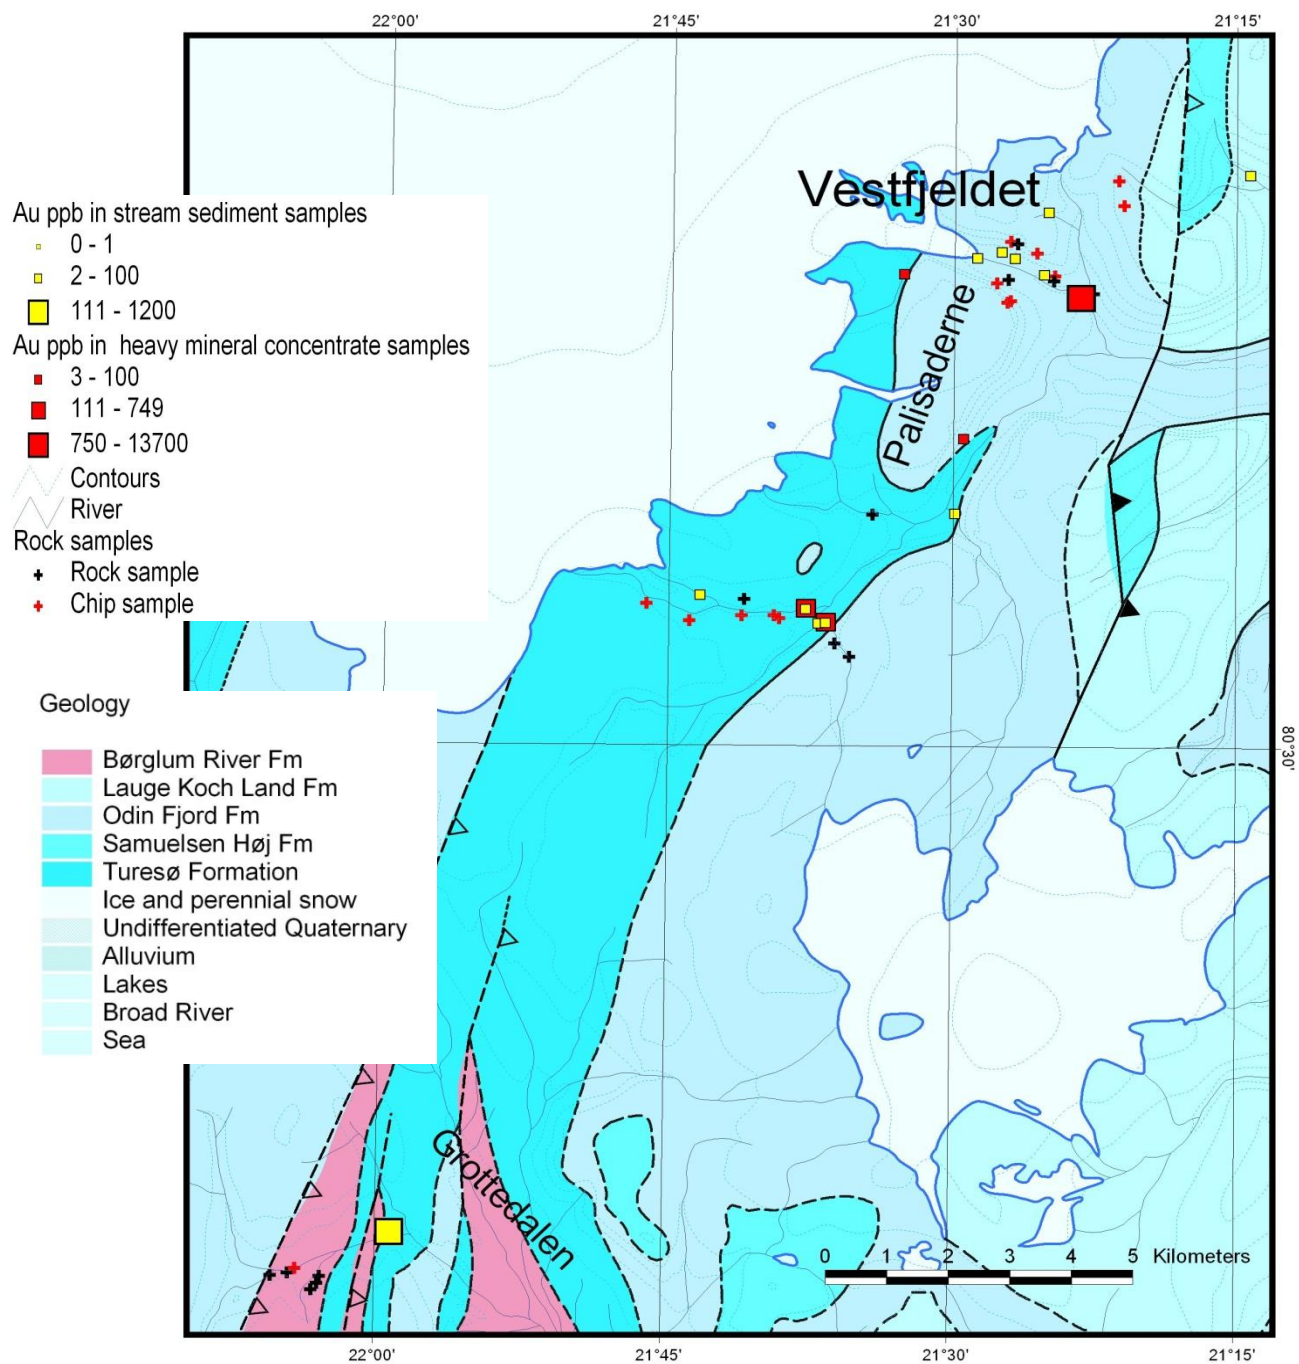 22°00'
21°45'
21°30'
21°15'
Vestfjeldet
Au ppb in stream sediment samples
0 - 1
2 - 100
111 - 1200
Au ppb in heavy mineral concentrate samples
3 - 100
111 - 749
750 - 13700
Contours
River
Rock samples
Rock sample
Chip sample
Palisaderne
Geology
Børglum River Fm
Lauge Koch Land Fm
Odin Fjord Fm
Samuelsen Høj Fm
Turesø Formation
Ice and perennial snow
Undifferentiated Quaternary
Alluvium
Lakes
Broad River
Sea
80°30'
Grottedalen
0 1 2 3 4 5 Kilometers
22°00'
21°45'
21°30'
21°15'